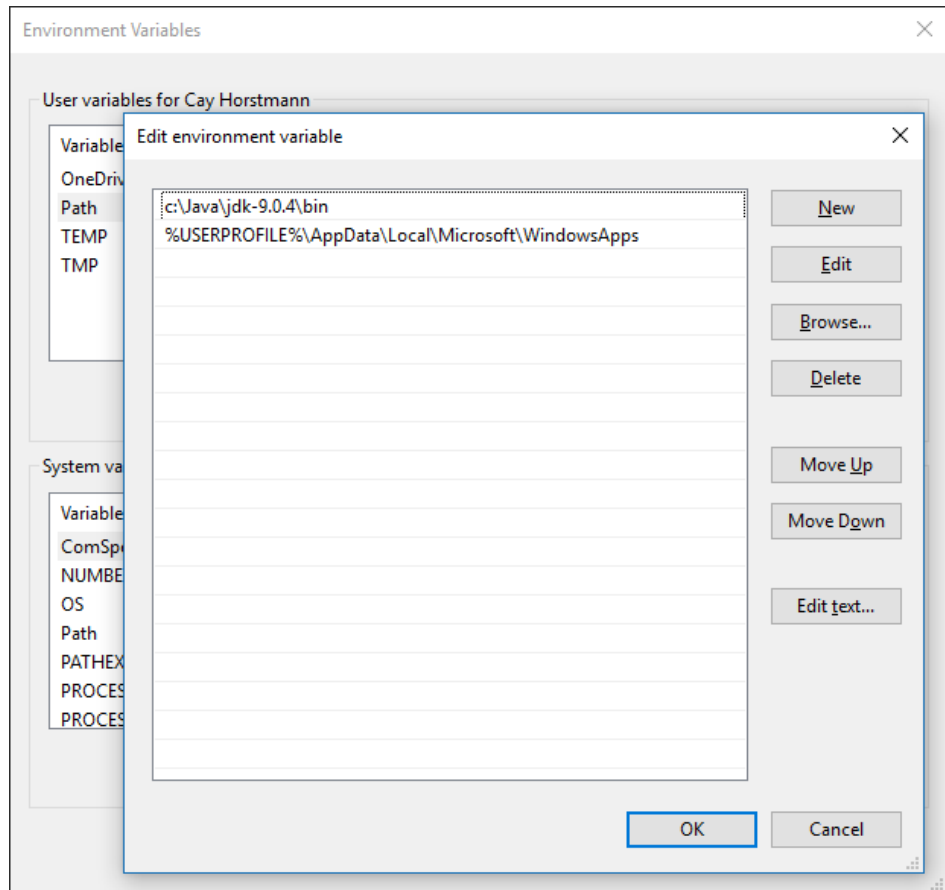 Environment Variables
User variables for Cay Horstmann
Variable
OneDriv
Path
TEMP
TMP
Edit environment variable
c:\Java\jdk-9.0.4\bin
%USERPROFILE%\AppData\Local\Microsoft\WindowsApps
New
Edit
Browse...
Delete
Move Up
Move Down
Edit text...
System va
Variable
ComSpe
NUMBE
OS
Path
PATHEX
PROCES
PROCES
OK
Cancel